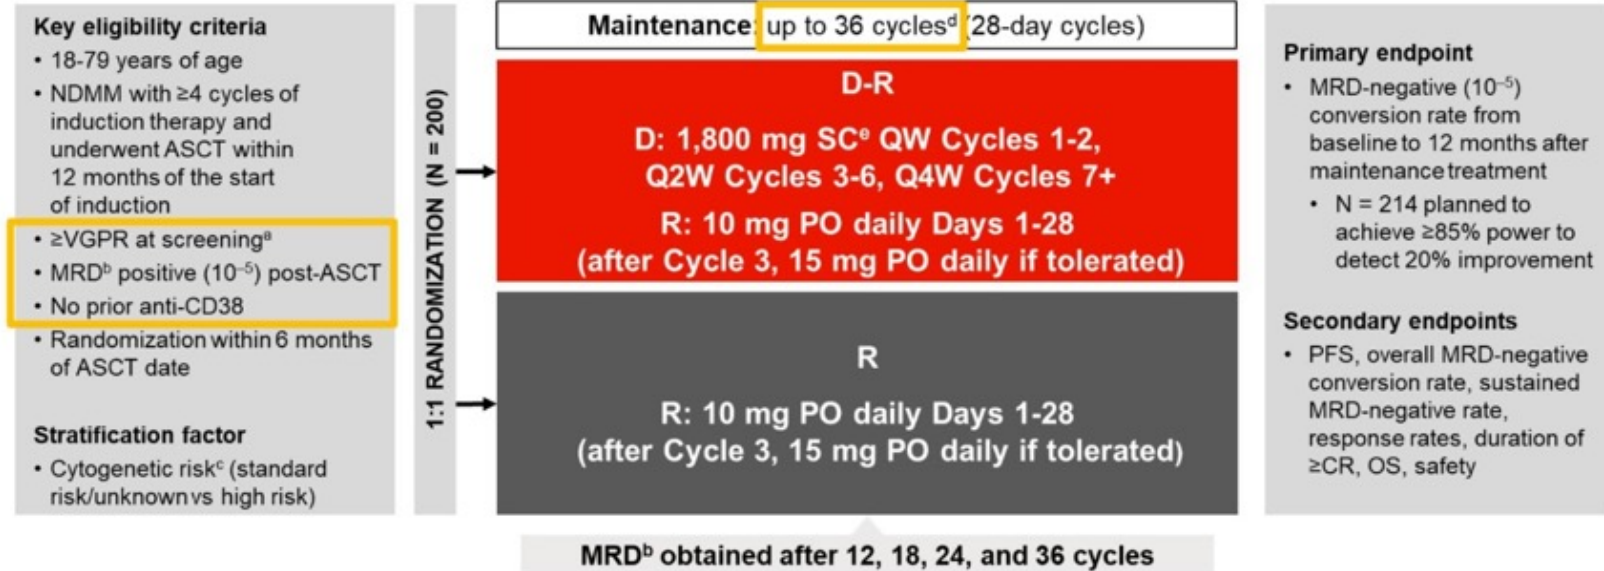 Key eligibility criteria
• 18-79 years of age
• NDMM with ≥4 cycles of
induction therapy and
underwent ASCT within
12 months of the start
of induction
• ≥VGPR at screeningᵃ
• MRDᵇ positive (10⁻⁵) post-ASCT
• No prior anti-CD38
• Randomization within 6 months
of ASCT date
Stratification factor
• Cytogenetic riskᶜ (standard
risk/unknown vs high risk)
1:1 RANDOMIZATION (N = 200)
Maintenance: up to 36 cyclesᵈ (28-day cycles)
D-R
D: 1,800 mg SCᵉ QW Cycles 1-2,
Q2W Cycles 3-6, Q4W Cycles 7+
R: 10 mg PO daily Days 1-28
(after Cycle 3, 15 mg PO daily if tolerated)
R
R: 10 mg PO daily Days 1-28
(after Cycle 3, 15 mg PO daily if tolerated)
MRDᵇ obtained after 12, 18, 24, and 36 cycles
Primary endpoint
• MRD-negative (10⁻⁵)
conversion rate from
baseline to 12 months after
maintenance treatment
• N = 214 planned to
achieve ≥85% power to
detect 20% improvement
Secondary endpoints
• PFS, overall MRD-negative
conversion rate, sustained
MRD-negative rate,
response rates, duration of
≥CR, OS, safety